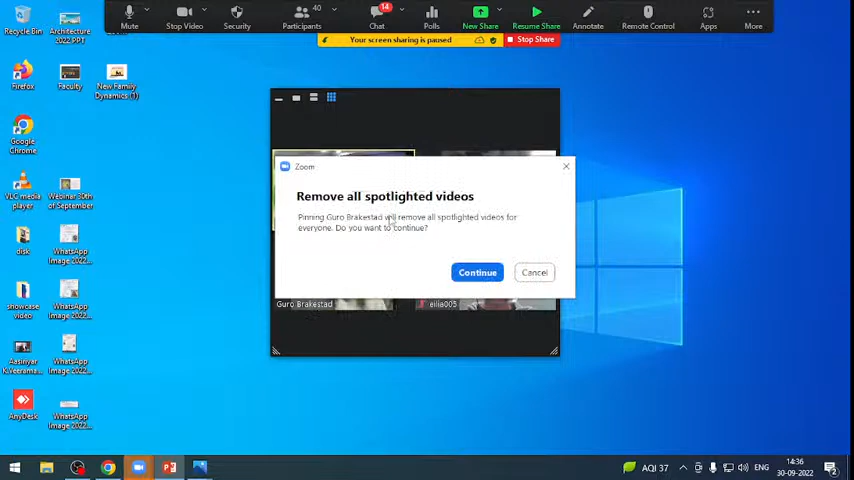 40
14
Mute
Stop Video
Security
Participants
Chat
Polls
New Share
Resume Share
Annotate
Remote Control
Apps
More
Your screen sharing is paused
Stop Share
Recycle Bin
Architecture
2022.PPT
Firefox
Faculty
New Family
Dynamics (1)
Google
Chrome
VLC media
player
Webinar 30th
of September
disk
WhatsApp
Image 2022...
showcase
video
WhatsApp
Image 2022...
WhatsApp
Image 2022...
AnyDesk
WhatsApp
Image 2022...
Zoom
Remove all spotlighted videos
Pinning Guro Brakestad will remove all spotlighted videos for
everyone. Do you want to continue?
Continue
Cancel
Guro Brakestad
eilia005
AQI 37
ENG
14:36
30-09-2022
2